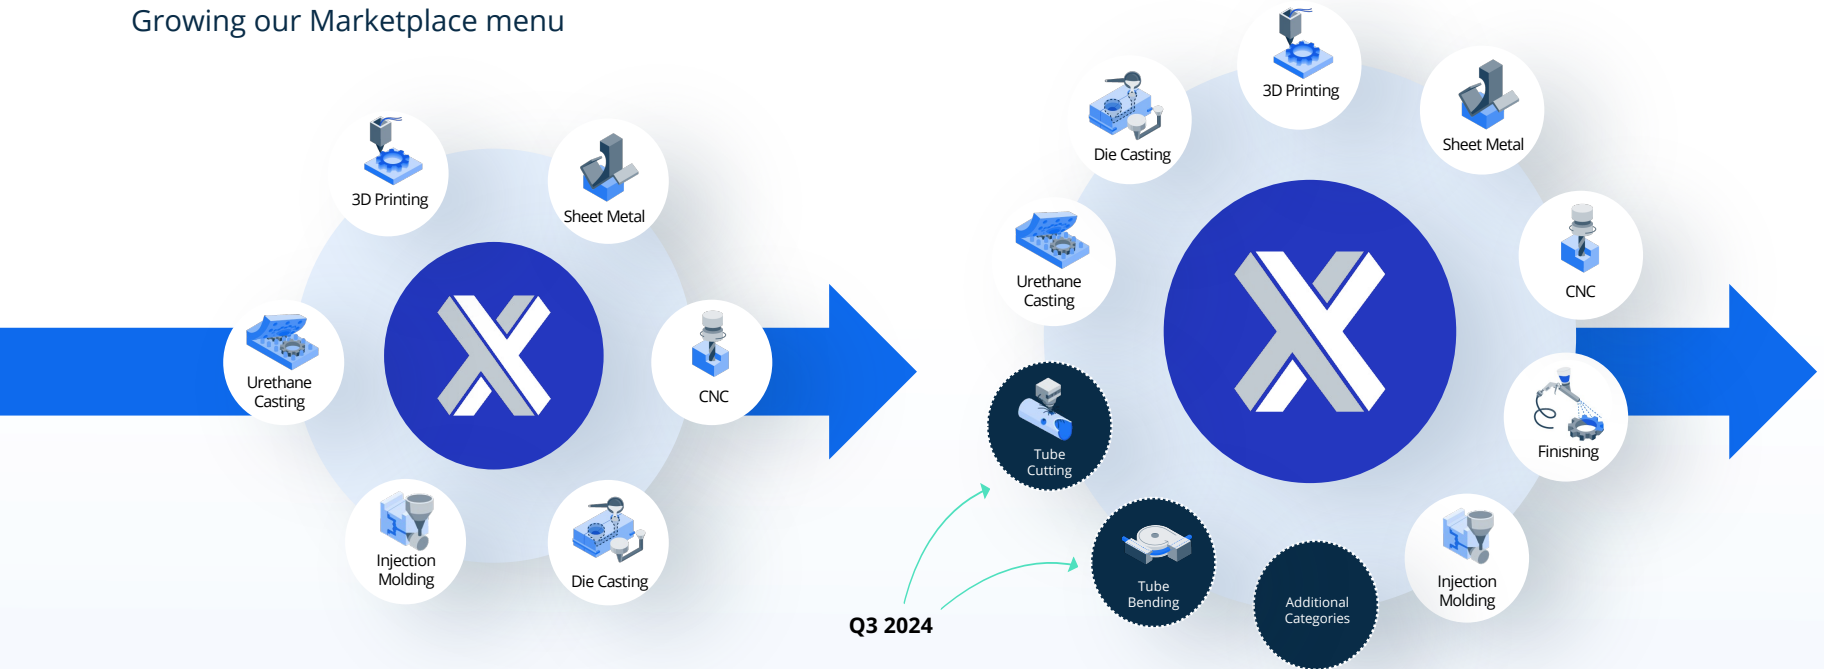 Growing our Marketplace menu
3D Printing
Sheet Metal
Urethane
Casting
CNC
Injection
Molding
Die Casting
3D Printing
Die Casting
Sheet Metal
Urethane
Casting
CNC
Tube
Cutting
Finishing
Tube
Bending
Additional
Categories
Injection
Molding
Q3 2024